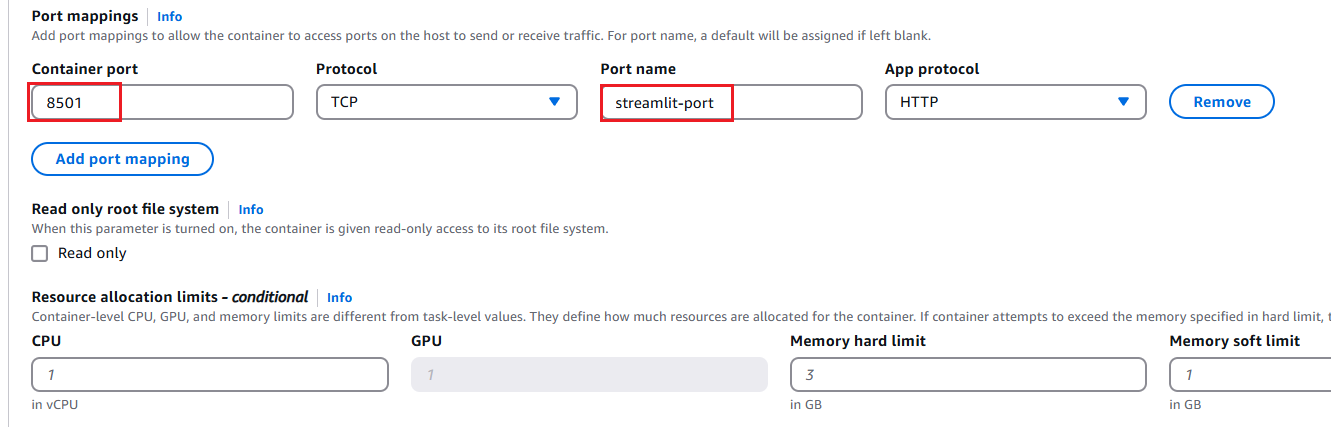 Port mappings Info
Add port mappings to allow the container to access ports on the host to send or receive traffic. For port name, a default will be assigned if left blank.
Container port Protocol Port name App protocol
8501 TCP streamlit-port HTTP Remove
Add port mapping
Read only root file system Info
When this parameter is turned on, the container is given read-only access to its root file system.
Read only
Resource allocation limits - conditional Info
Container-level CPU, GPU, and memory limits are different from task-level values. They define how much resources are allocated for the container. If container attempts to exceed the memory specified in hard limit,
CPU GPU Memory hard limit Memory soft limit
1 1 3 1
in vCPU in GB in GB